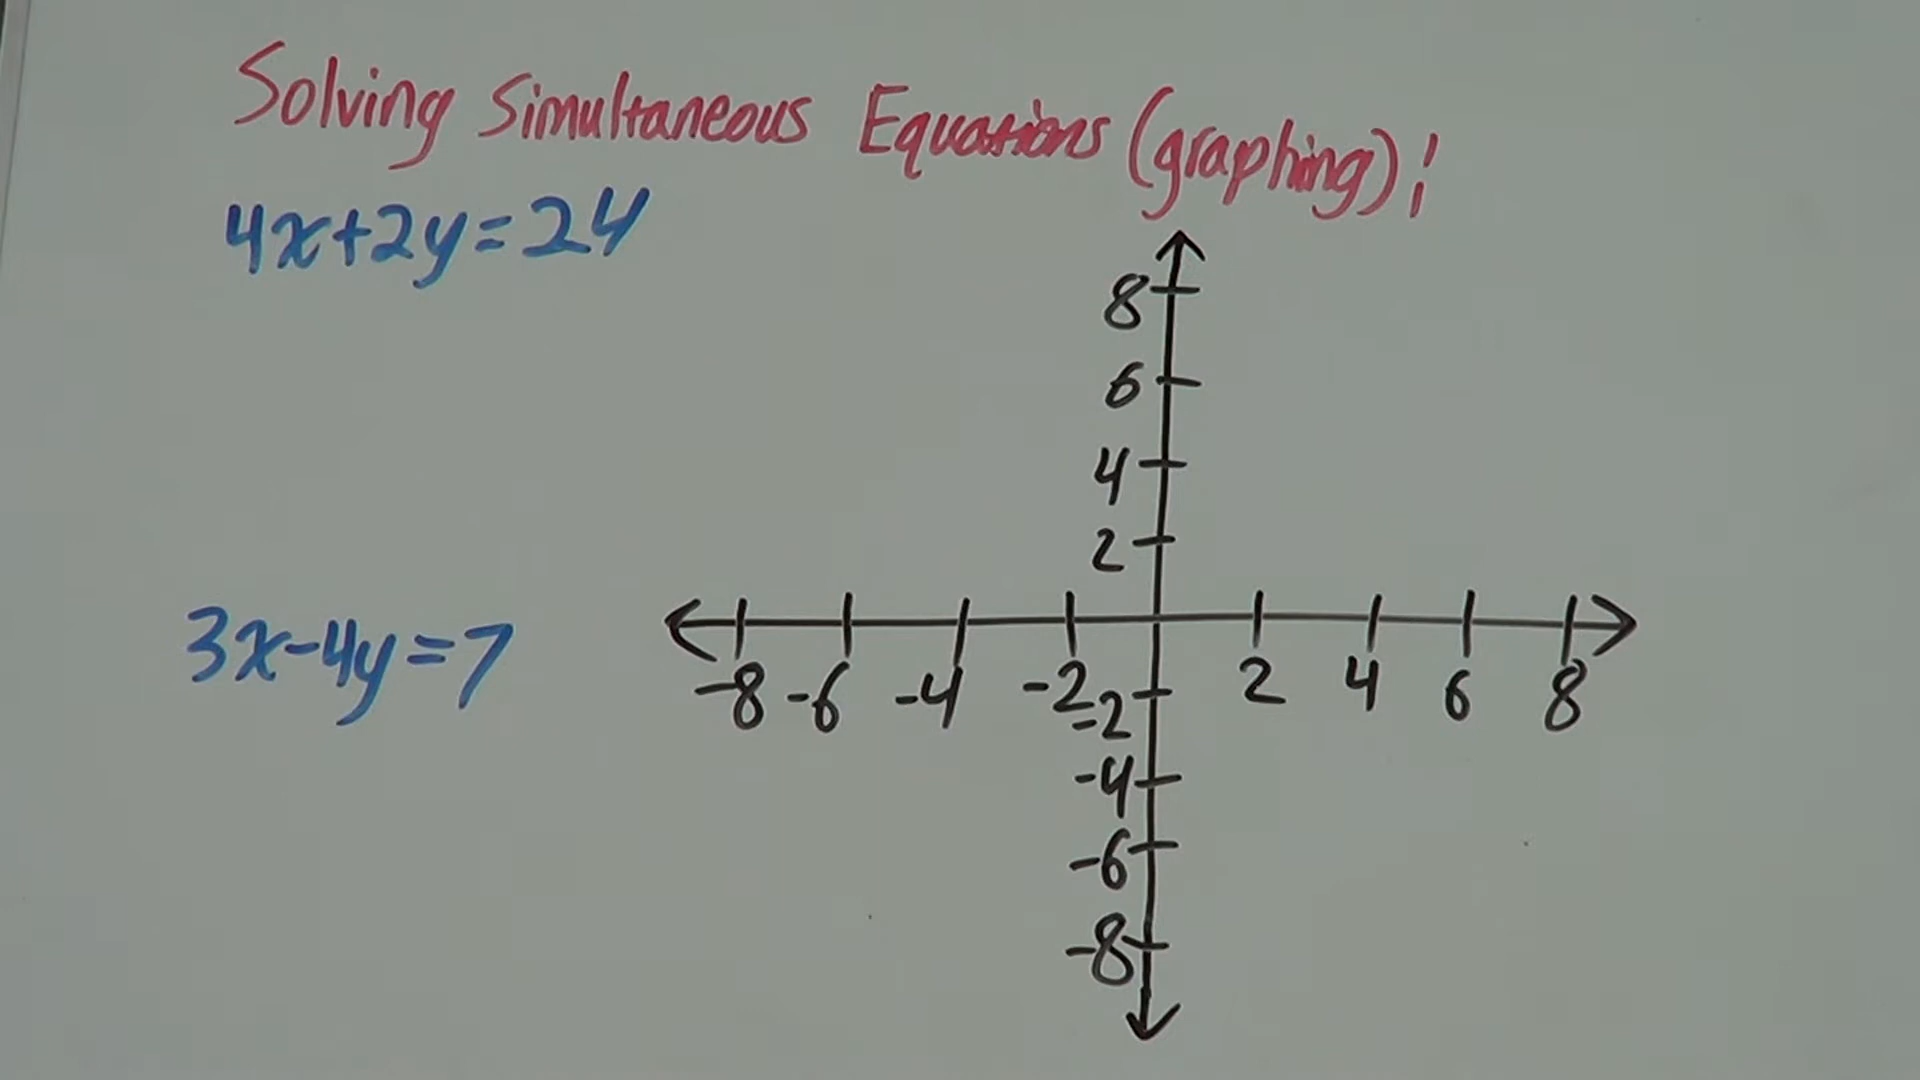 Solving Simultaneous Equations (graphing):
4x+2y=24
8
6
4
2
3x-4y=7
-8 -6 -4 -2 2 4 6 8
-2
-4
-6
-8